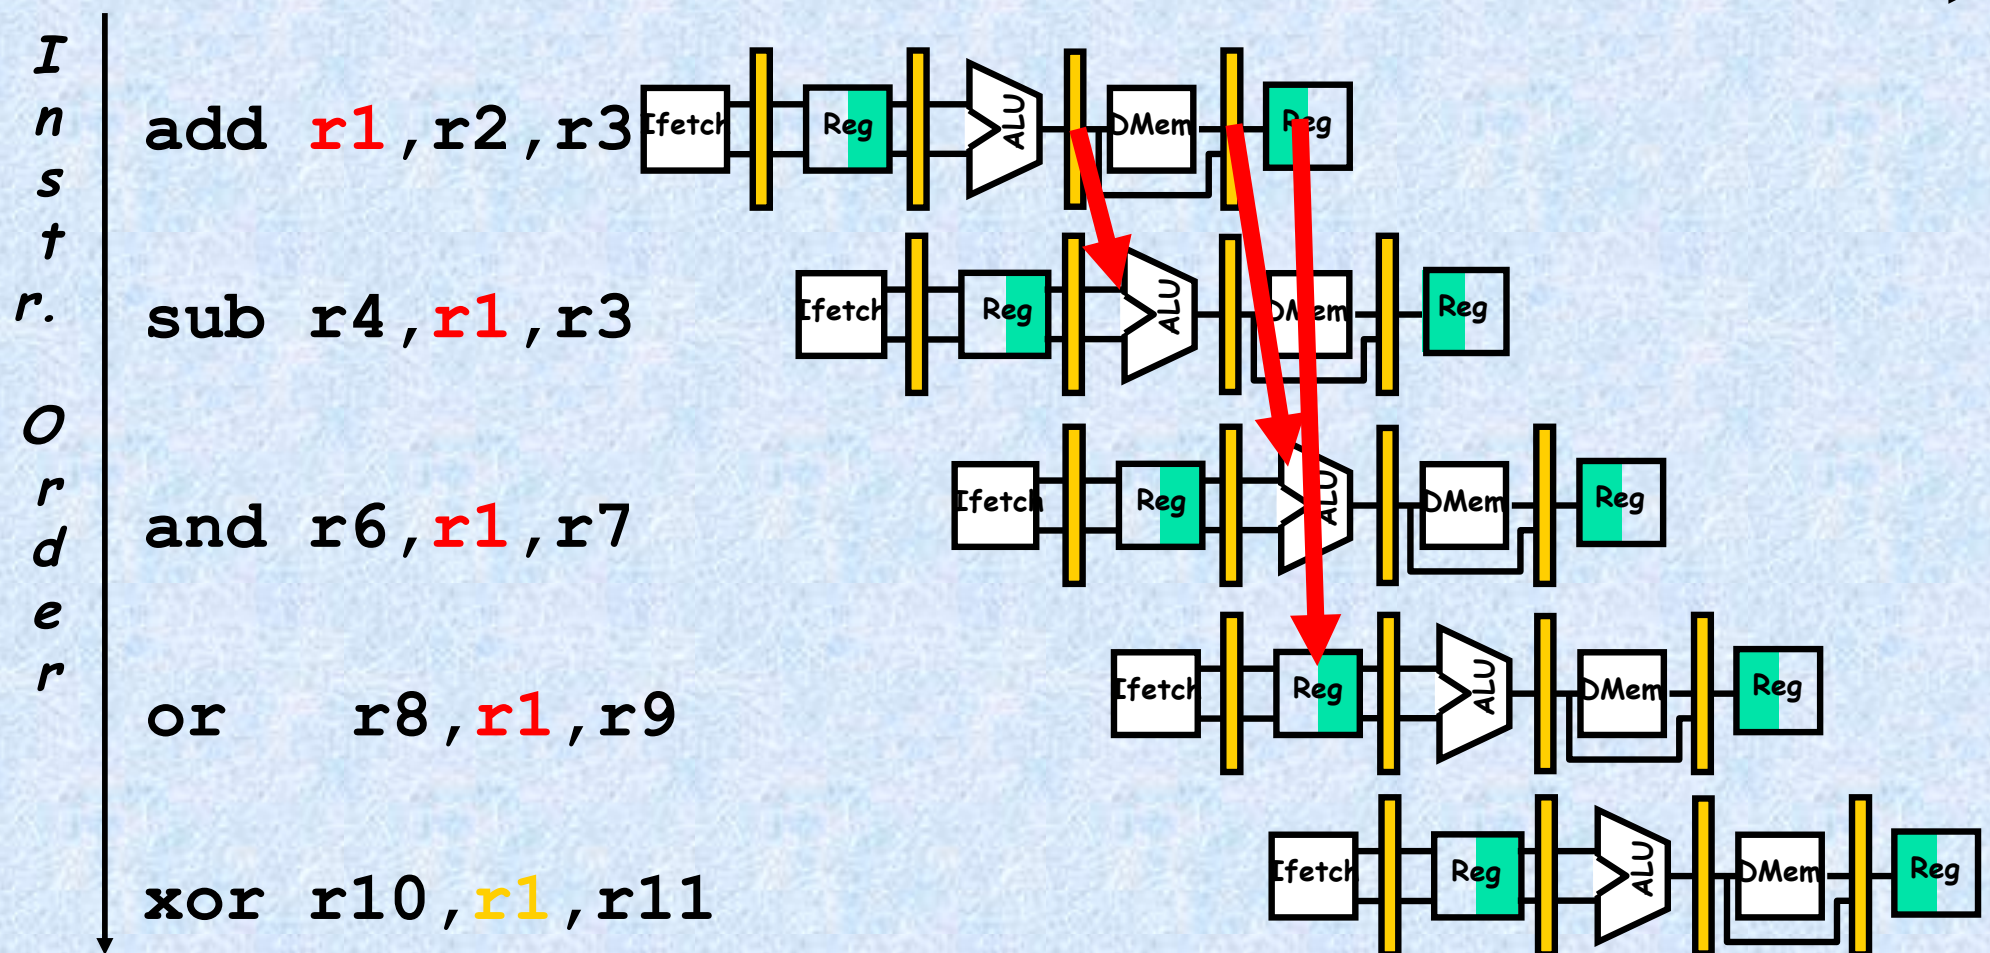 Instr. Order
add r1,r2,r3 Ifetch Reg ALU DMem Reg
sub r4,r1,r3 Ifetch Reg ALU DMem Reg
and r6,r1,r7 Ifetch Reg ALU DMem Reg
or r8,r1,r9 Ifetch Reg ALU DMem Reg
xor r10,r1,r11 Ifetch Reg ALU DMem Reg